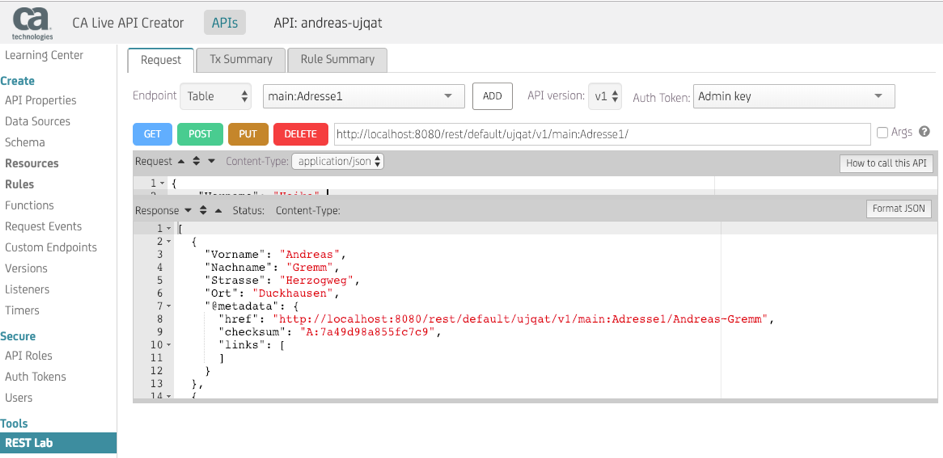 ca
technologies
CA Live API Creator
APIs
API: andreas-ujqat
Learning Center
Create
API Properties
Data Sources
Schema
Resources
Rules
Functions
Request Events
Custom Endpoints
Versions
Listeners
Timers
Secure
API Roles
Auth Tokens
Users
Tools
REST Lab
Request
Tx Summary
Rule Summary
Endpoint Table main:Adresse1 ADD API version: v1 Auth Token: Admin key
GET POST PUT DELETE http://localhost:8080/rest/default/ujqat/v1/main:Adresse1/ Args ?
Request Content-Type: application/json How to call this API
1 {
Response Status: Content-Type: Format JSON
1 [
2 {
3 "Vorname": "Andreas",
4 "Nachname": "Gremm",
5 "Strasse": "Herzogweg",
6 "Ort": "Duckhausen",
7 "@metadata": {
8 "href": "http://localhost:8080/rest/default/ujqat/v1/main:Adresse1/Andreas-Gremm",
9 "checksum": "A:7a49d98a855fc7c9",
10 "links": [
11 ]
12 }
13 },
14 {